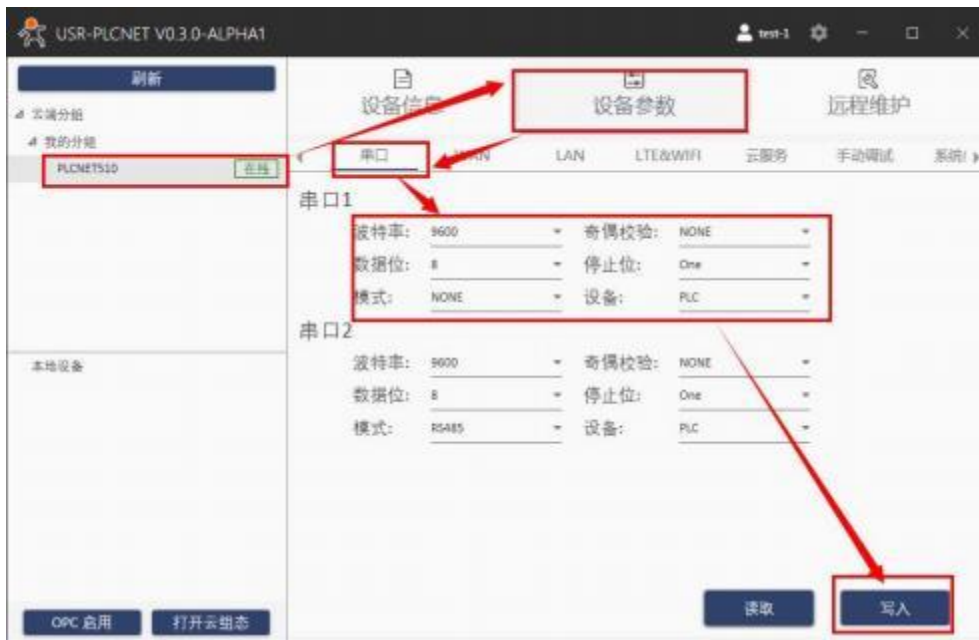 USR-PLCNET V0.3.0-ALPHA1
test-1
刷新
云端分组
我的分组
PLCNET510
在线
本地设备
OPC 启用
打开云组态
设备信息
设备参数
远程维护
串口
LAN
LTE&WIFI
云服务
手动调试
串口1
波特率: 9600 奇偶校验: NONE
数据位: 8 停止位: One
模式: NONE 设备: PLC
串口2
波特率: 9600 奇偶校验: NONE
数据位: 8 停止位: One
模式: RS485 设备: PLC
读取
写入